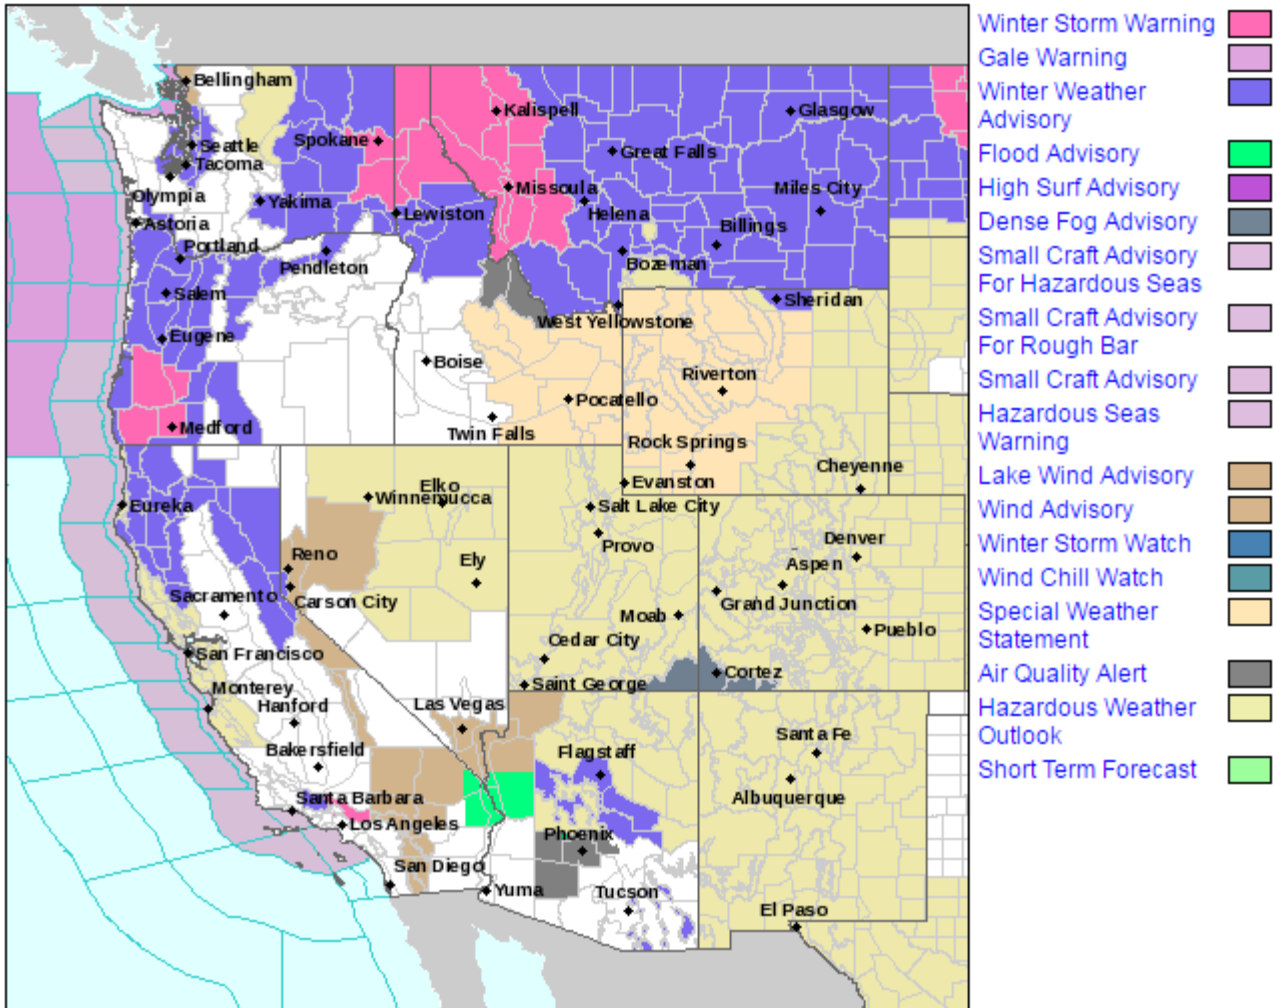 Bellingham
Seattle
Tacoma
Olympia
Astoria
Portland
Salem
Eugene
Medford
Spokane
Yakima
Pendleton
Lewiston
Kalispell
Missoula
Great Falls
Helena
Glasgow
Miles City
Billings
Bozeman
Sheridan
West Yellowstone
Boise
Pocatello
Twin Falls
Riverton
Rock Springs
Evanston
Cheyenne
Eureka
Elko
Winnemucca
Reno
Ely
Carson City
Sacramento
San Francisco
Monterey
Hanford
Bakersfield
Las Vegas
Salt Lake City
Provo
Moab
Cedar City
Saint George
Denver
Aspen
Grand Junction
Pueblo
Cortez
Santa Barbara
Los Angeles
San Diego
Yuma
Flagstaff
Phoenix
Tucson
Santa Fe
Albuquerque
El Paso
Winter Storm Warning
Gale Warning
Winter Weather
Advisory
Flood Advisory
High Surf Advisory
Dense Fog Advisory
Small Craft Advisory
For Hazardous Seas
Small Craft Advisory
For Rough Bar
Small Craft Advisory
Hazardous Seas
Warning
Lake Wind Advisory
Wind Advisory
Winter Storm Watch
Wind Chill Watch
Special Weather
Statement
Air Quality Alert
Hazardous Weather
Outlook
Short Term Forecast